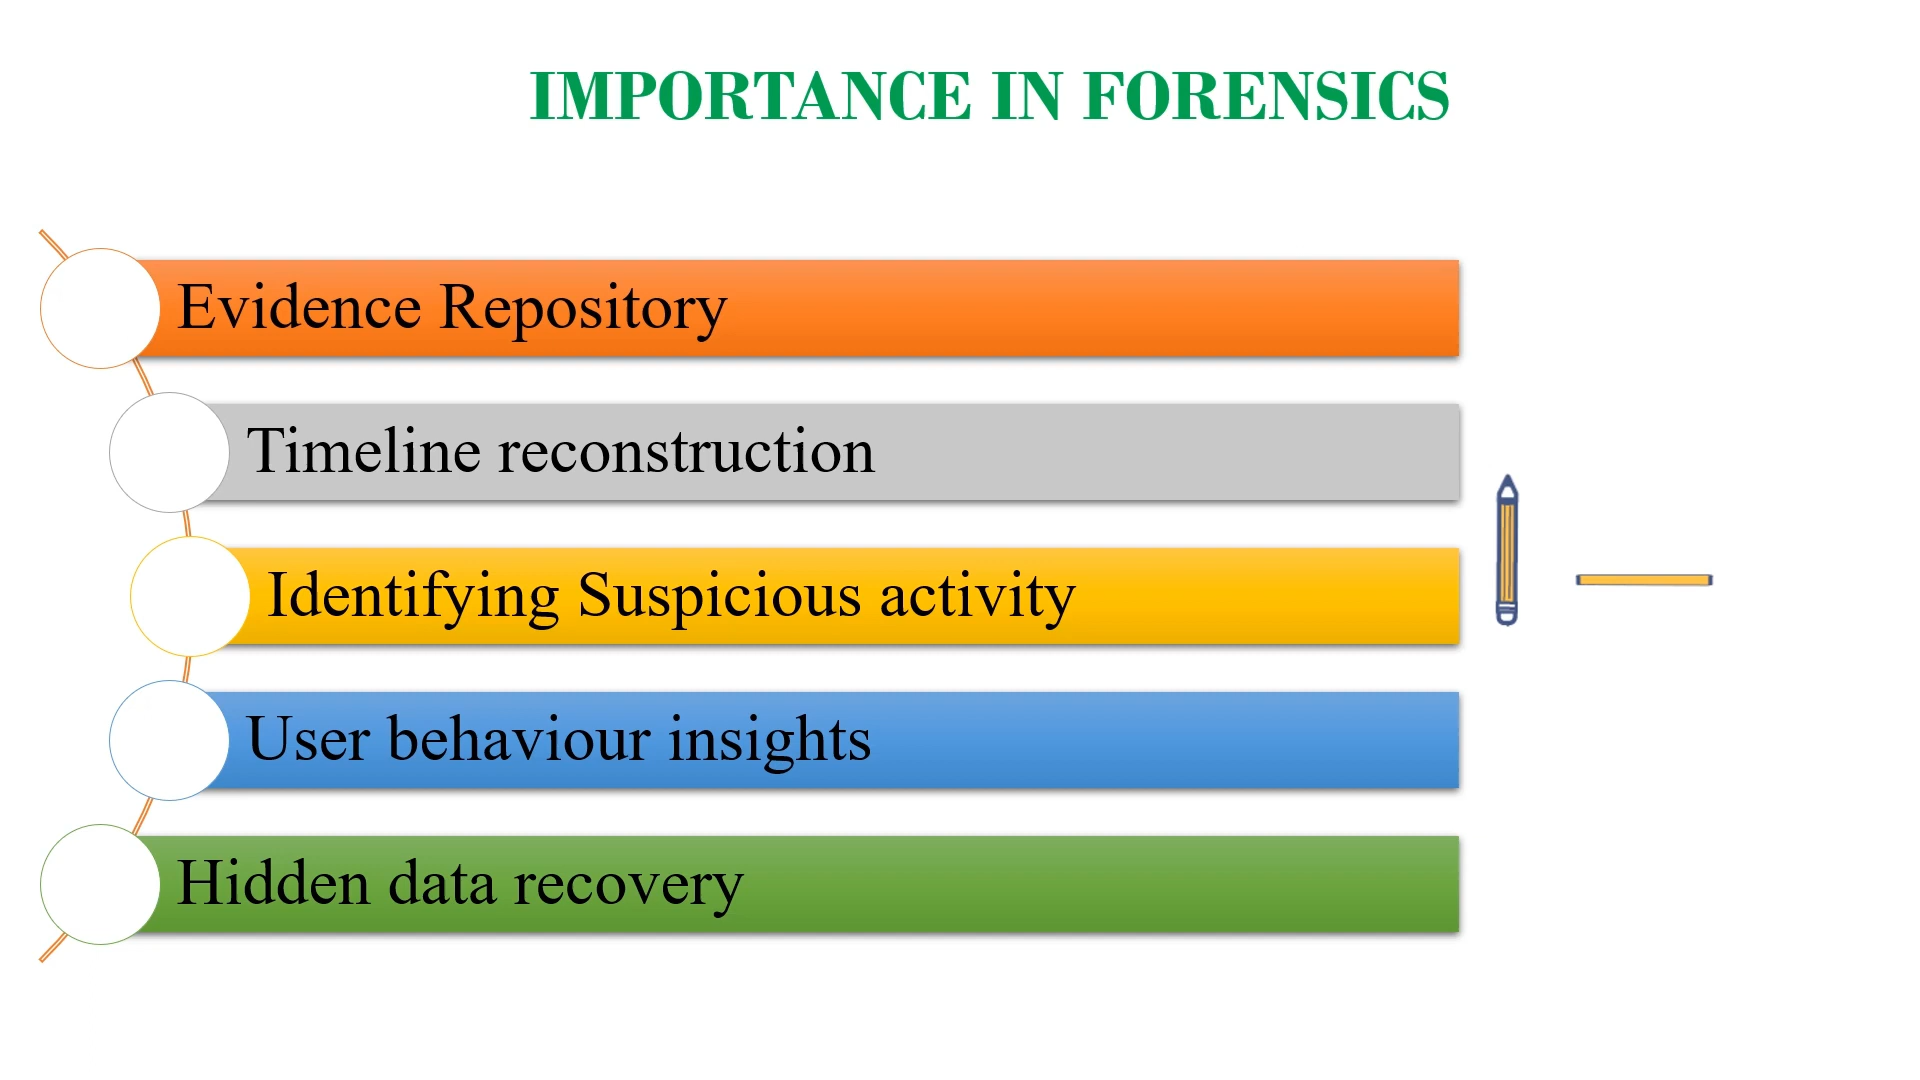 IMPORTANCE IN FORENSICS
Evidence Repository
Timeline reconstruction
Identifying Suspicious activity
User behaviour insights
Hidden data recovery